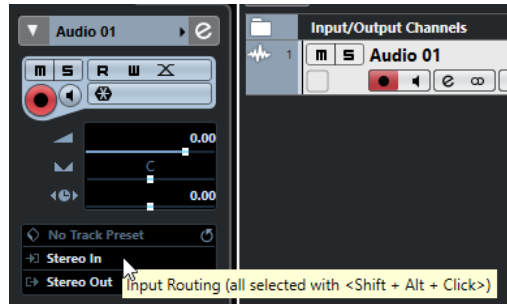 Audio 01
e
m S R W
0.00
C
0.00
No Track Preset
Stereo In
Stereo Out
Input/Output Channels
1 m S Audio 01
e
Input Routing (all selected with <Shift + Alt + Click>)